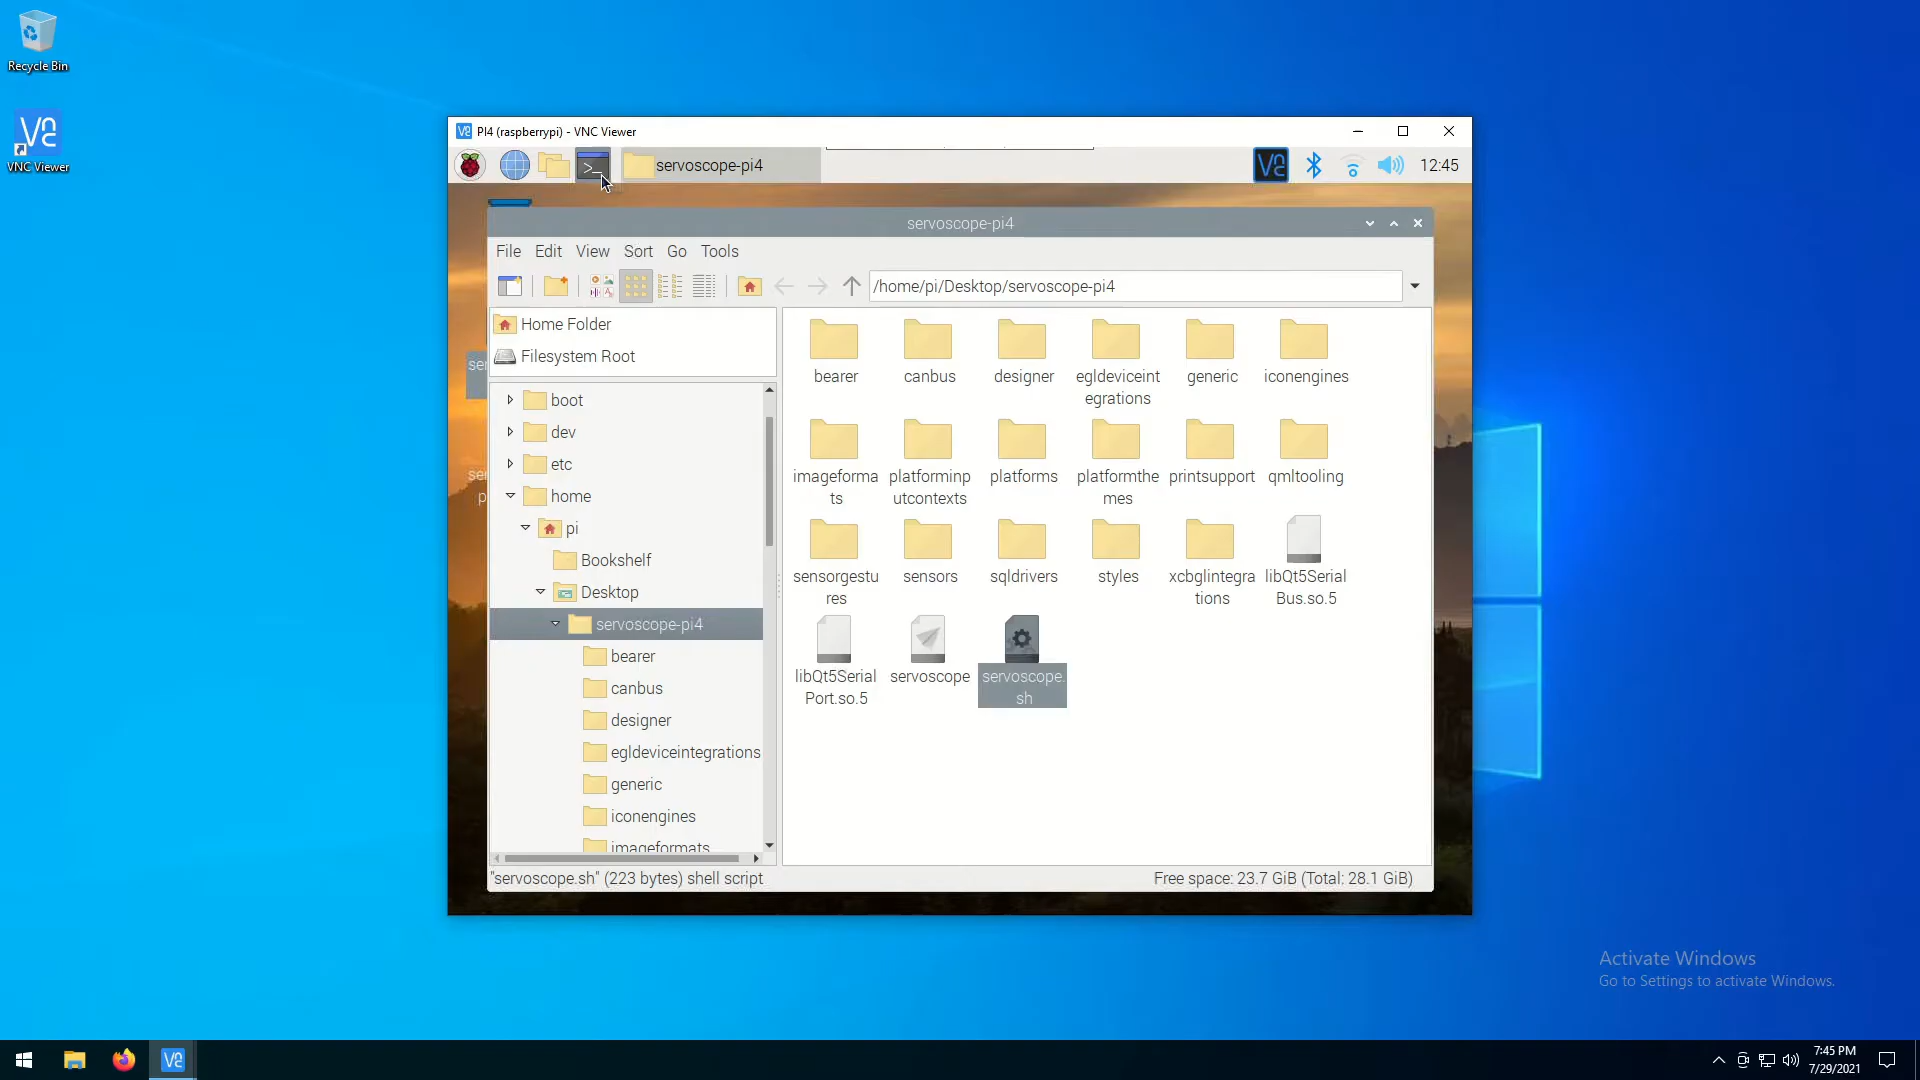 Recycle Bin
VNC Viewer
PI4 (raspberrypi) - VNC Viewer
servoscope-pi4
12:45
servoscope-pi4
File Edit View Sort Go Tools
/home/pi/Desktop/servoscope-pi4
Home Folder
Filesystem Root
boot
dev
etc
home
pi
Bookshelf
Desktop
servoscope-pi4
bearer
canbus
designer
egldeviceintegrations
generic
iconengines
imageformats
bearer
canbus
designer
egldeviceint
egrations
generic
iconengines
imageforma
ts
platforminp
utcontexts
platforms
platformthe
mes
printsupport
qmltooling
sensorgestu
res
sensors
sqldrivers
styles
xcbglintegra
tions
libQt5Serial
Bus.so.5
libQt5Serial
Port.so.5
servoscope
servoscope.
sh
"servoscope.sh" (223 bytes) shell script
Free space: 23.7 GiB (Total: 28.1 GiB)
Activate Windows
Go to Settings to activate Windows.
7:45 PM
7/29/2021